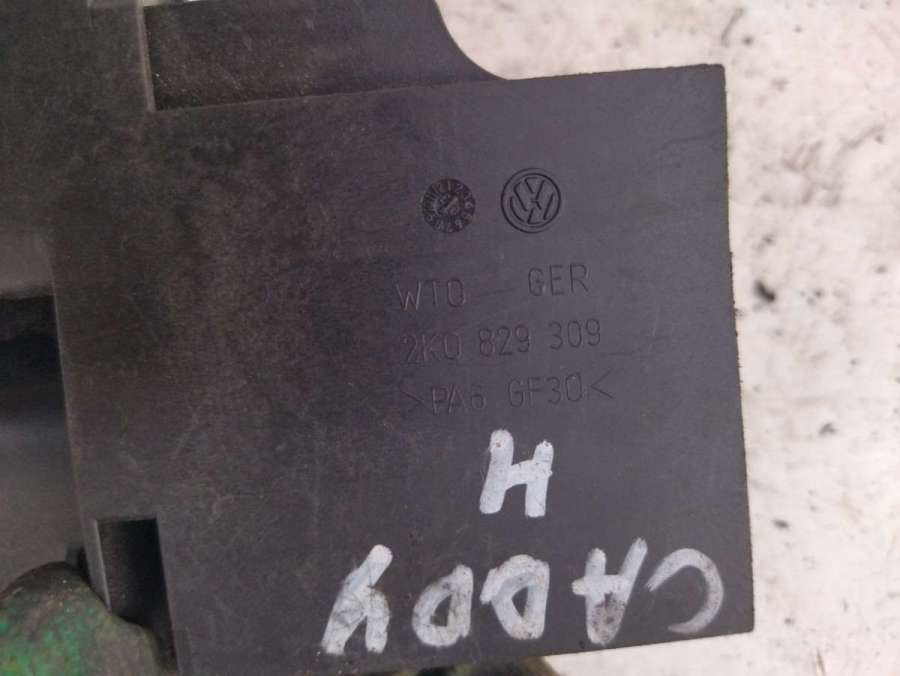 WTO GER
2K0 829 309
>PA6 GF30<
CADDY
H